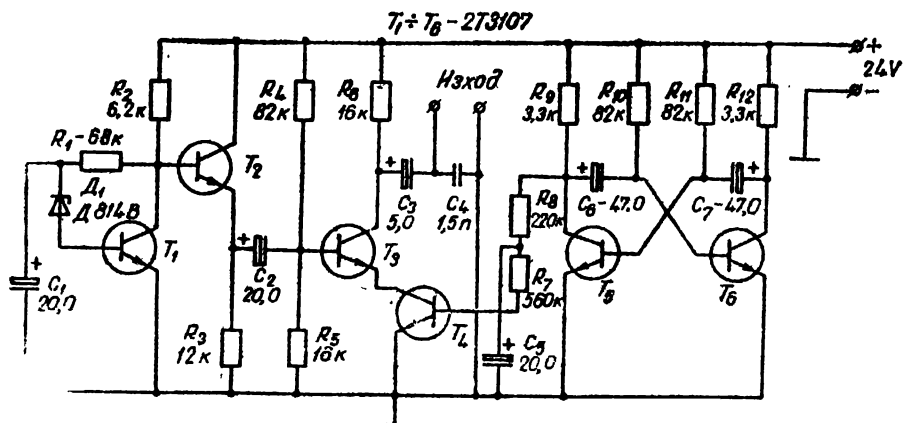 T₁ ÷ T₆ – 2T3107
+
24V
–
Изход
R₂
6,2к
R₄
82к
R₆
16к
R₉
3,3к
R₁₀
82к
R₁₁
82к
R₁₂
3,3к
R₁ – 68к
Д₁
Д814В
T₁
T₂
+
C₁
20,0
+
C₂
20,0
R₃
12к
R₅
16к
T₃
+
C₃
5,0
C₄
1,5п
T₄
R₈
220к
R₇
560к
+
C₅
20,0
+
C₆ – 47,0
+
C₇ – 47,0
T₅
T₆